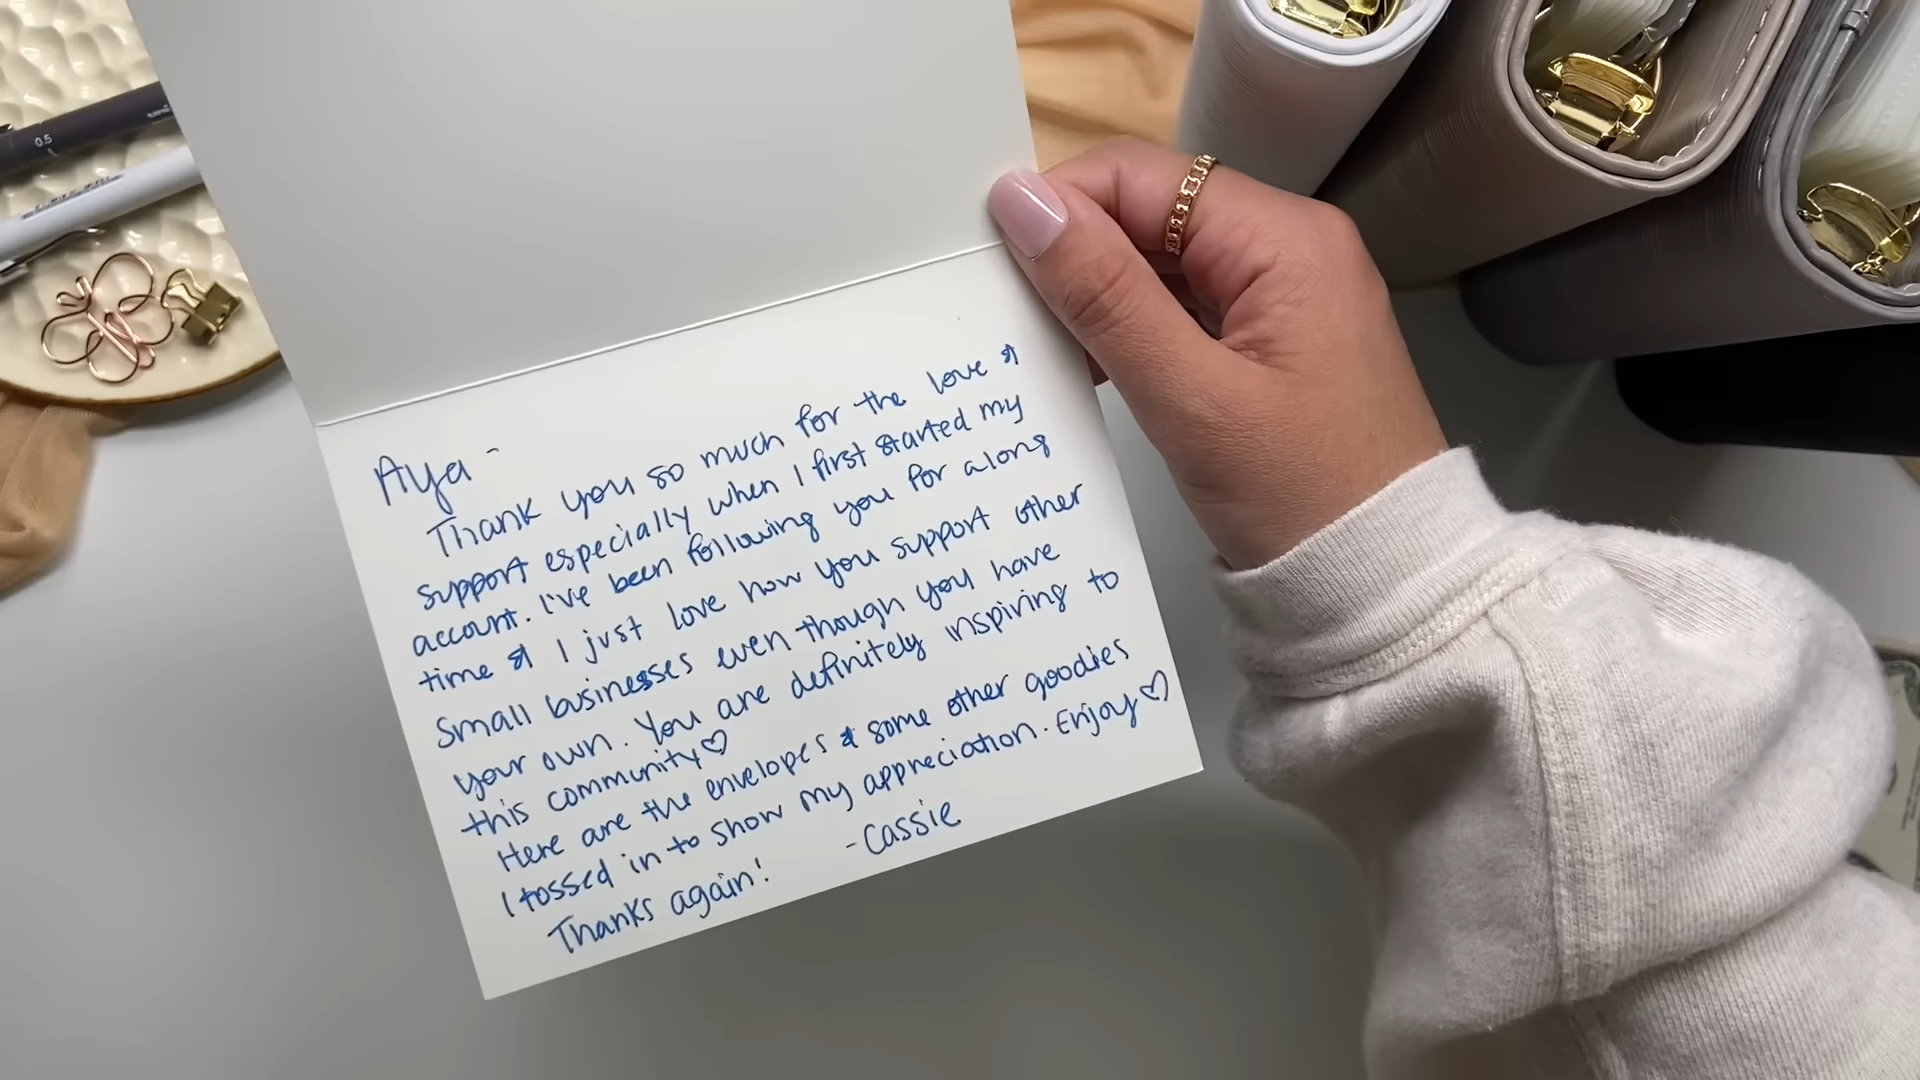 0.5
Aya -
Thank you so much for the love &
support especially when I first started my
account. I've been following you for along
time & I just love how you support other
small businesses even though you have
your own. You are definitely inspiring to
this community♡
Here are the envelopes & some other goodies
I tossed in to show my appreciation. Enjoy♡
Thanks again! -Cassie